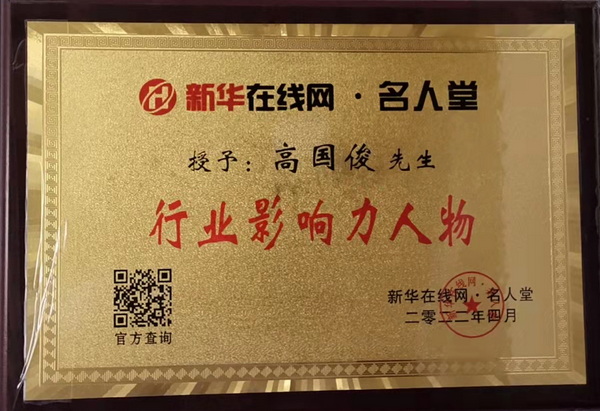 新华在线网·名人堂
授予：高国俊先生
行业影响力人物
官方查询
新华在线网·名人堂
二零二二年四月